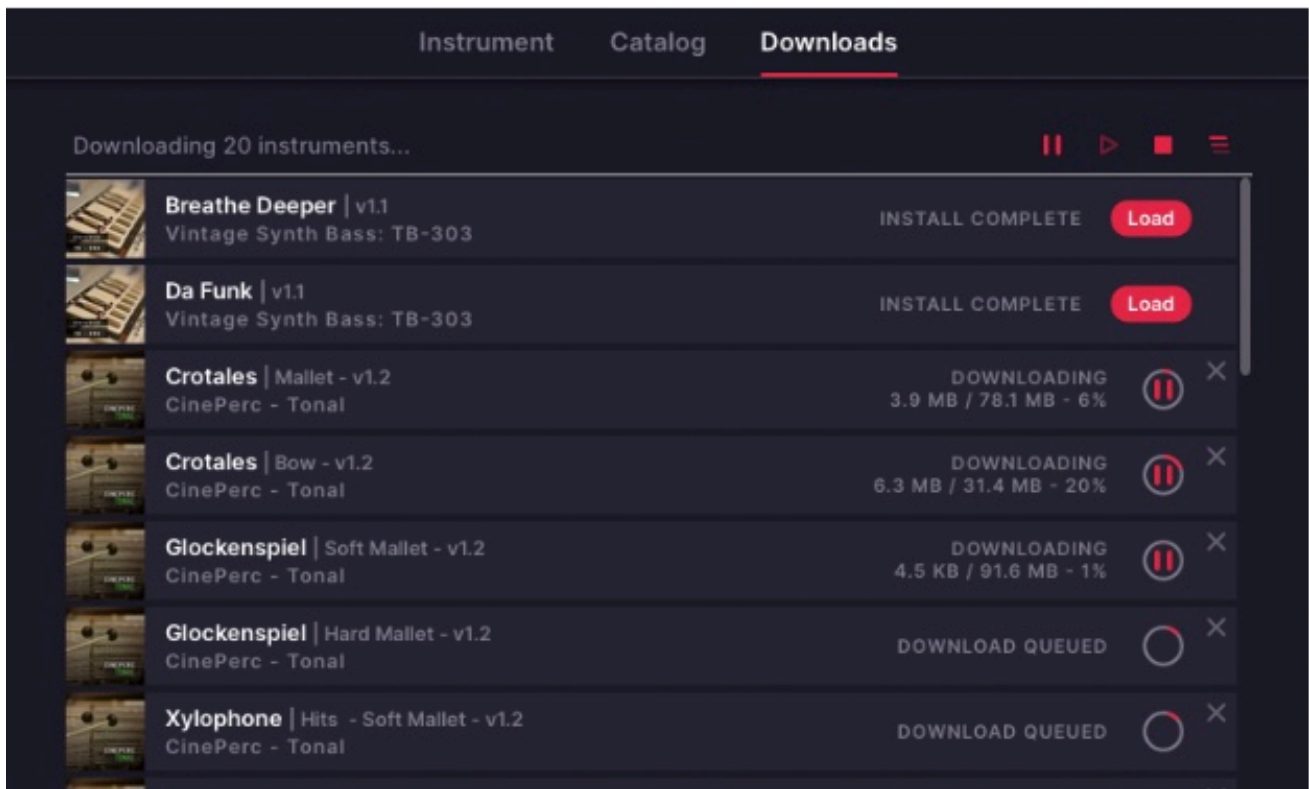 Instrument Catalog Downloads
Downloading 20 instruments...
Breathe Deeper | v1.1
Vintage Synth Bass: TB-303
INSTALL COMPLETE
Load
Da Funk | v1.1
Vintage Synth Bass: TB-303
INSTALL COMPLETE
Load
Crotales | Mallet - v1.2
CinePerc - Tonal
DOWNLOADING
3.9 MB / 78.1 MB - 6%
Crotales | Bow - v1.2
CinePerc - Tonal
DOWNLOADING
6.3 MB / 31.4 MB - 20%
Glockenspiel | Soft Mallet - v1.2
CinePerc - Tonal
DOWNLOADING
4.5 KB / 91.6 MB - 1%
Glockenspiel | Hard Mallet - v1.2
CinePerc - Tonal
DOWNLOAD QUEUED
Xylophone | Hits - Soft Mallet - v1.2
CinePerc - Tonal
DOWNLOAD QUEUED